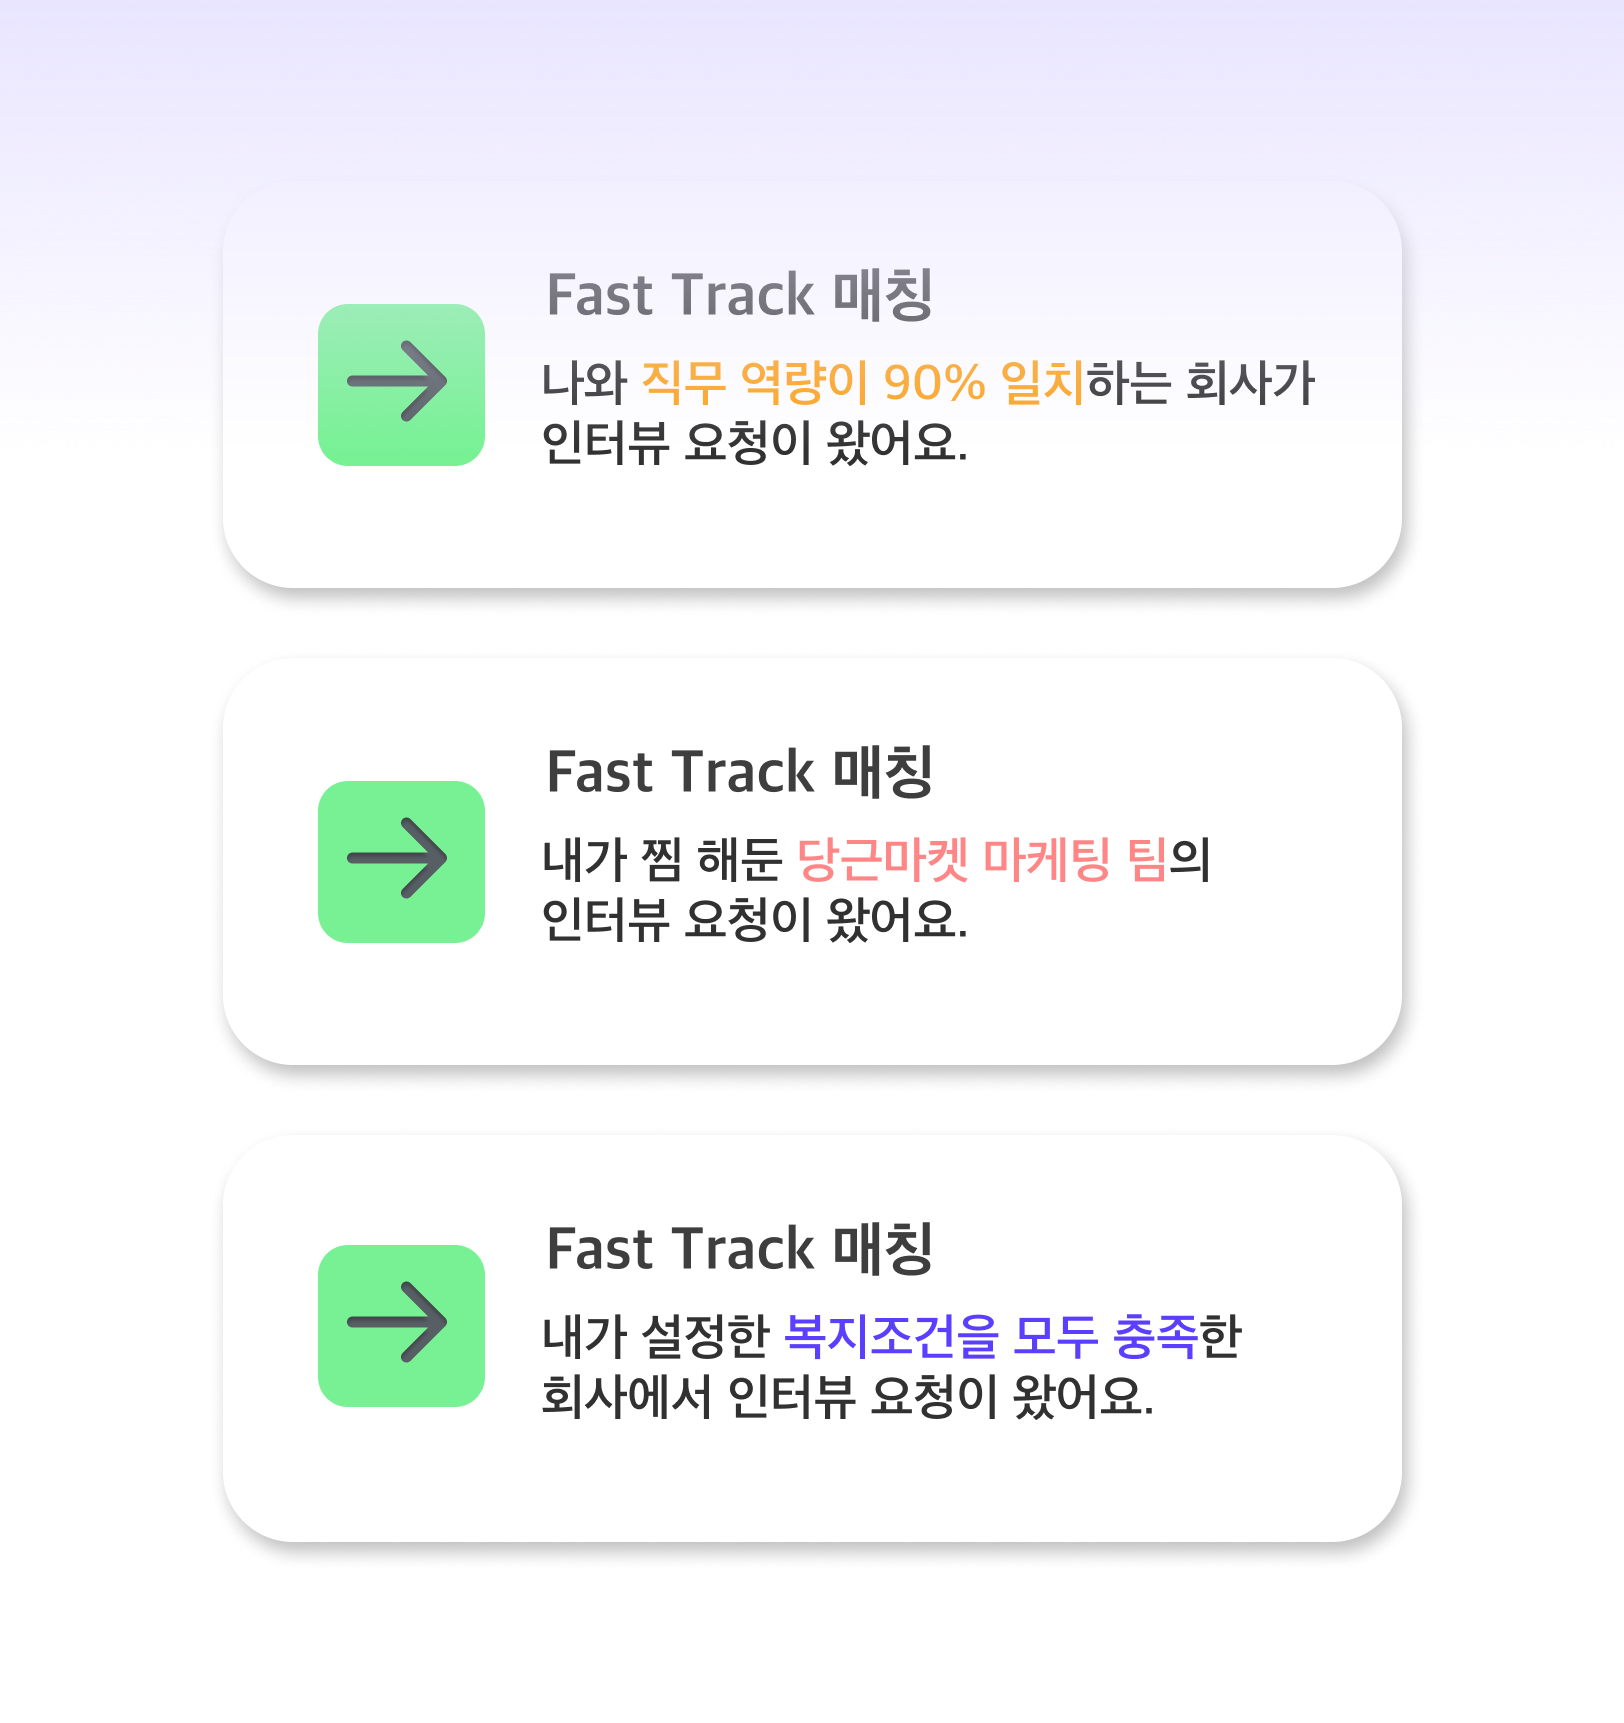 Fast Track 매칭
나와 직무 역량이 90% 일치하는 회사가
인터뷰 요청이 왔어요.
Fast Track 매칭
내가 찜 해둔 당근마켓 마케팅 팀의
인터뷰 요청이 왔어요.
Fast Track 매칭
내가 설정한 복지조건을 모두 충족한
회사에서 인터뷰 요청이 왔어요.